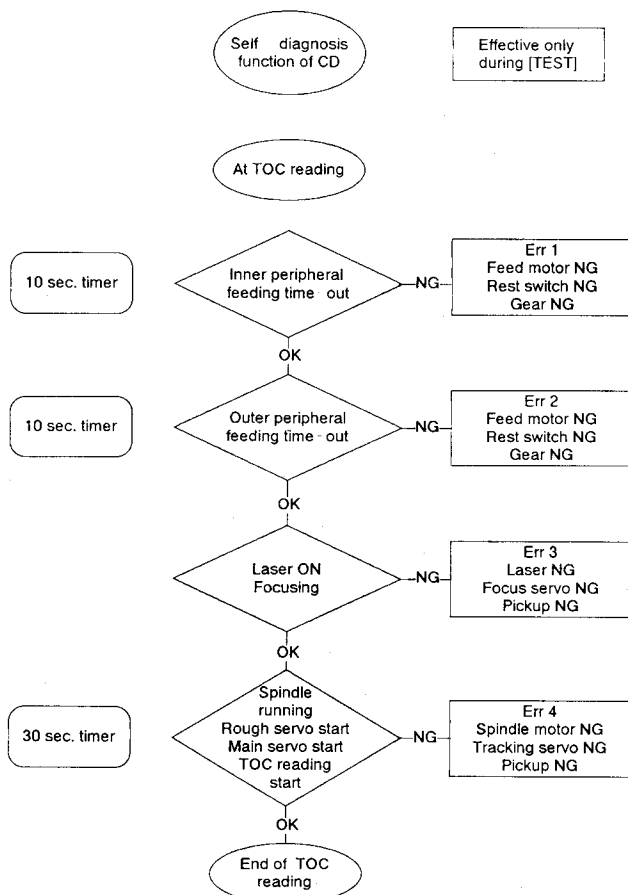 Self diagnosis
function of CD
Effective only
during [TEST]
At TOC reading
10 sec. timer
Inner peripheral
feeding time-out
NG
Err 1
Feed motor NG
Rest switch NG
Gear NG
OK
10 sec. timer
Outer peripheral
feeding time-out
NG
Err 2
Feed motor NG
Rest switch NG
Gear NG
OK
Laser ON
Focusing
NG
Err 3
Laser NG
Focus servo NG
Pickup NG
OK
30 sec. timer
Spindle
running
Rough servo start
Main servo start
TOC reading
start
NG
Err 4
Spindle motor NG
Tracking servo NG
Pickup NG
OK
End of TOC
reading